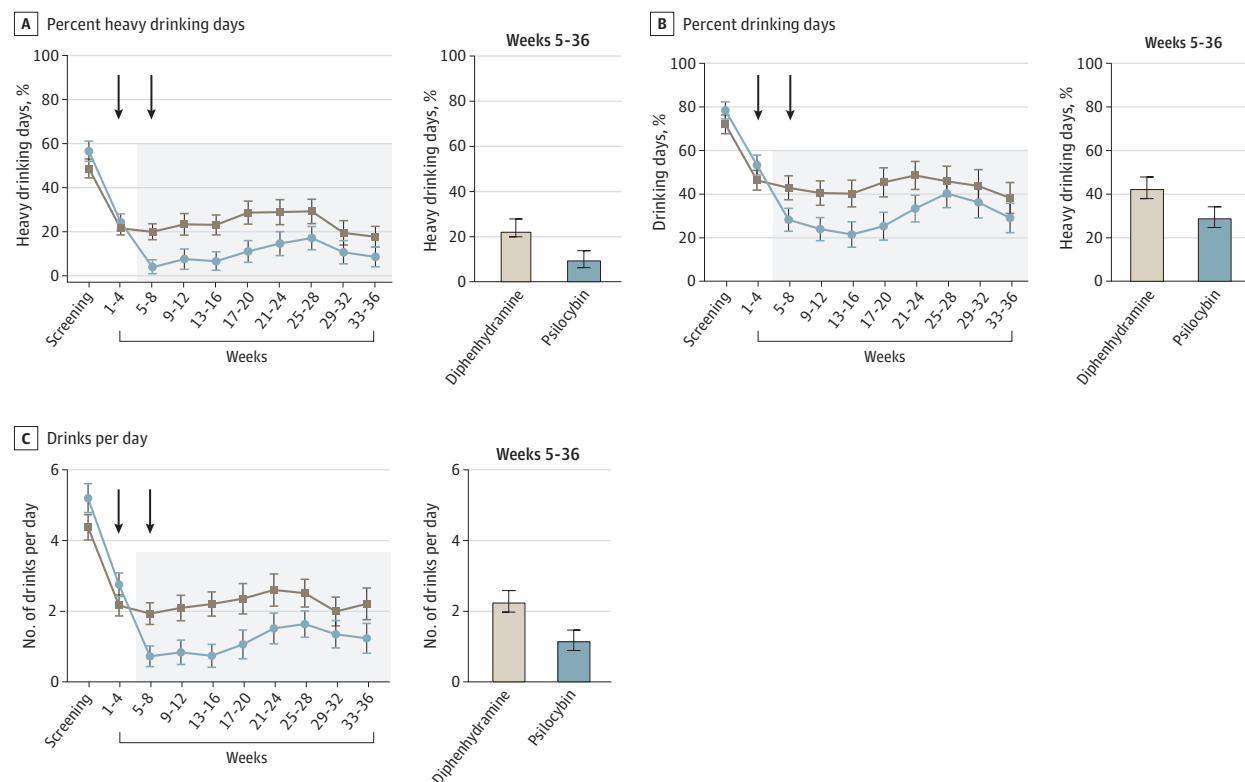 A Percent heavy drinking days
Heavy drinking days, %
100
80
60
40
20
0
Screening
1-4
5-8
9-12
13-16
17-20
21-24
25-28
29-32
33-36
Weeks
Weeks 5-36
Heavy drinking days, %
100
80
60
40
20
0
Diphenhydramine
Psilocybin
B Percent drinking days
Drinking days, %
100
80
60
40
20
0
Screening
1-4
5-8
9-12
13-16
17-20
21-24
25-28
29-32
33-36
Weeks
Weeks 5-36
Heavy drinking days, %
100
80
60
40
20
0
Diphenhydramine
Psilocybin
C Drinks per day
No. of drinks per day
6
4
2
0
Screening
1-4
5-8
9-12
13-16
17-20
21-24
25-28
29-32
33-36
Weeks
Weeks 5-36
No. of drinks per day
6
4
2
0
Diphenhydramine
Psilocybin